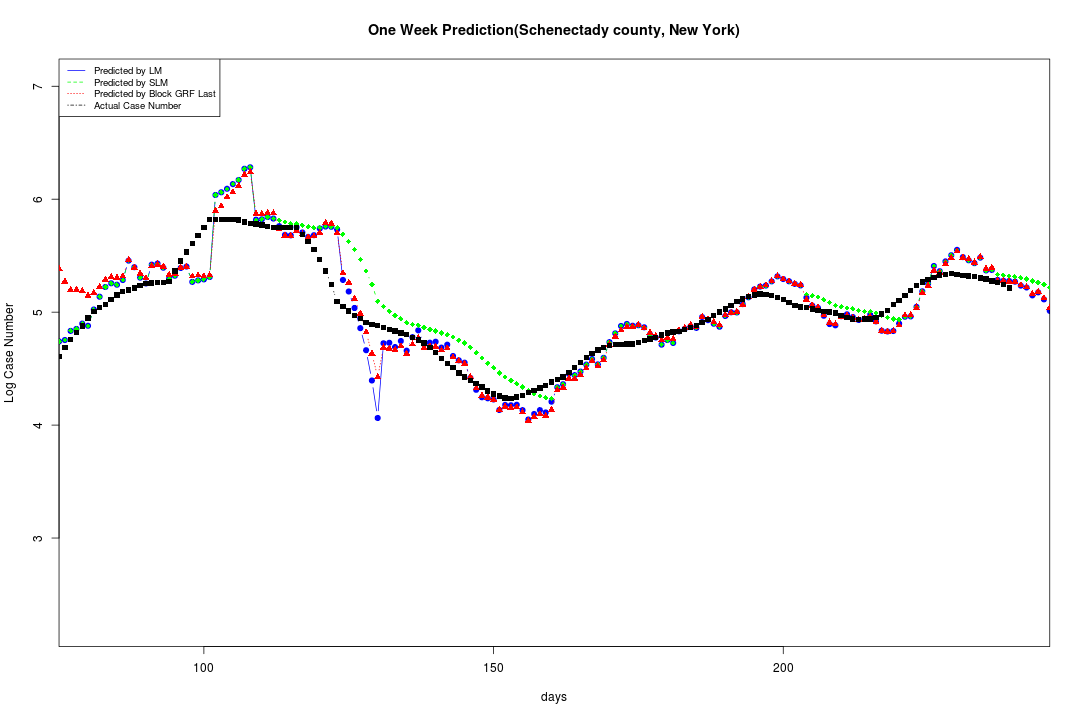 One Week Prediction(Schenectady county, New York)
Predicted by LM
Predicted by SLM
Predicted by Block GRF Last
Actual Case Number
7
6
5
4
3
Log Case Number
100 150 200
days